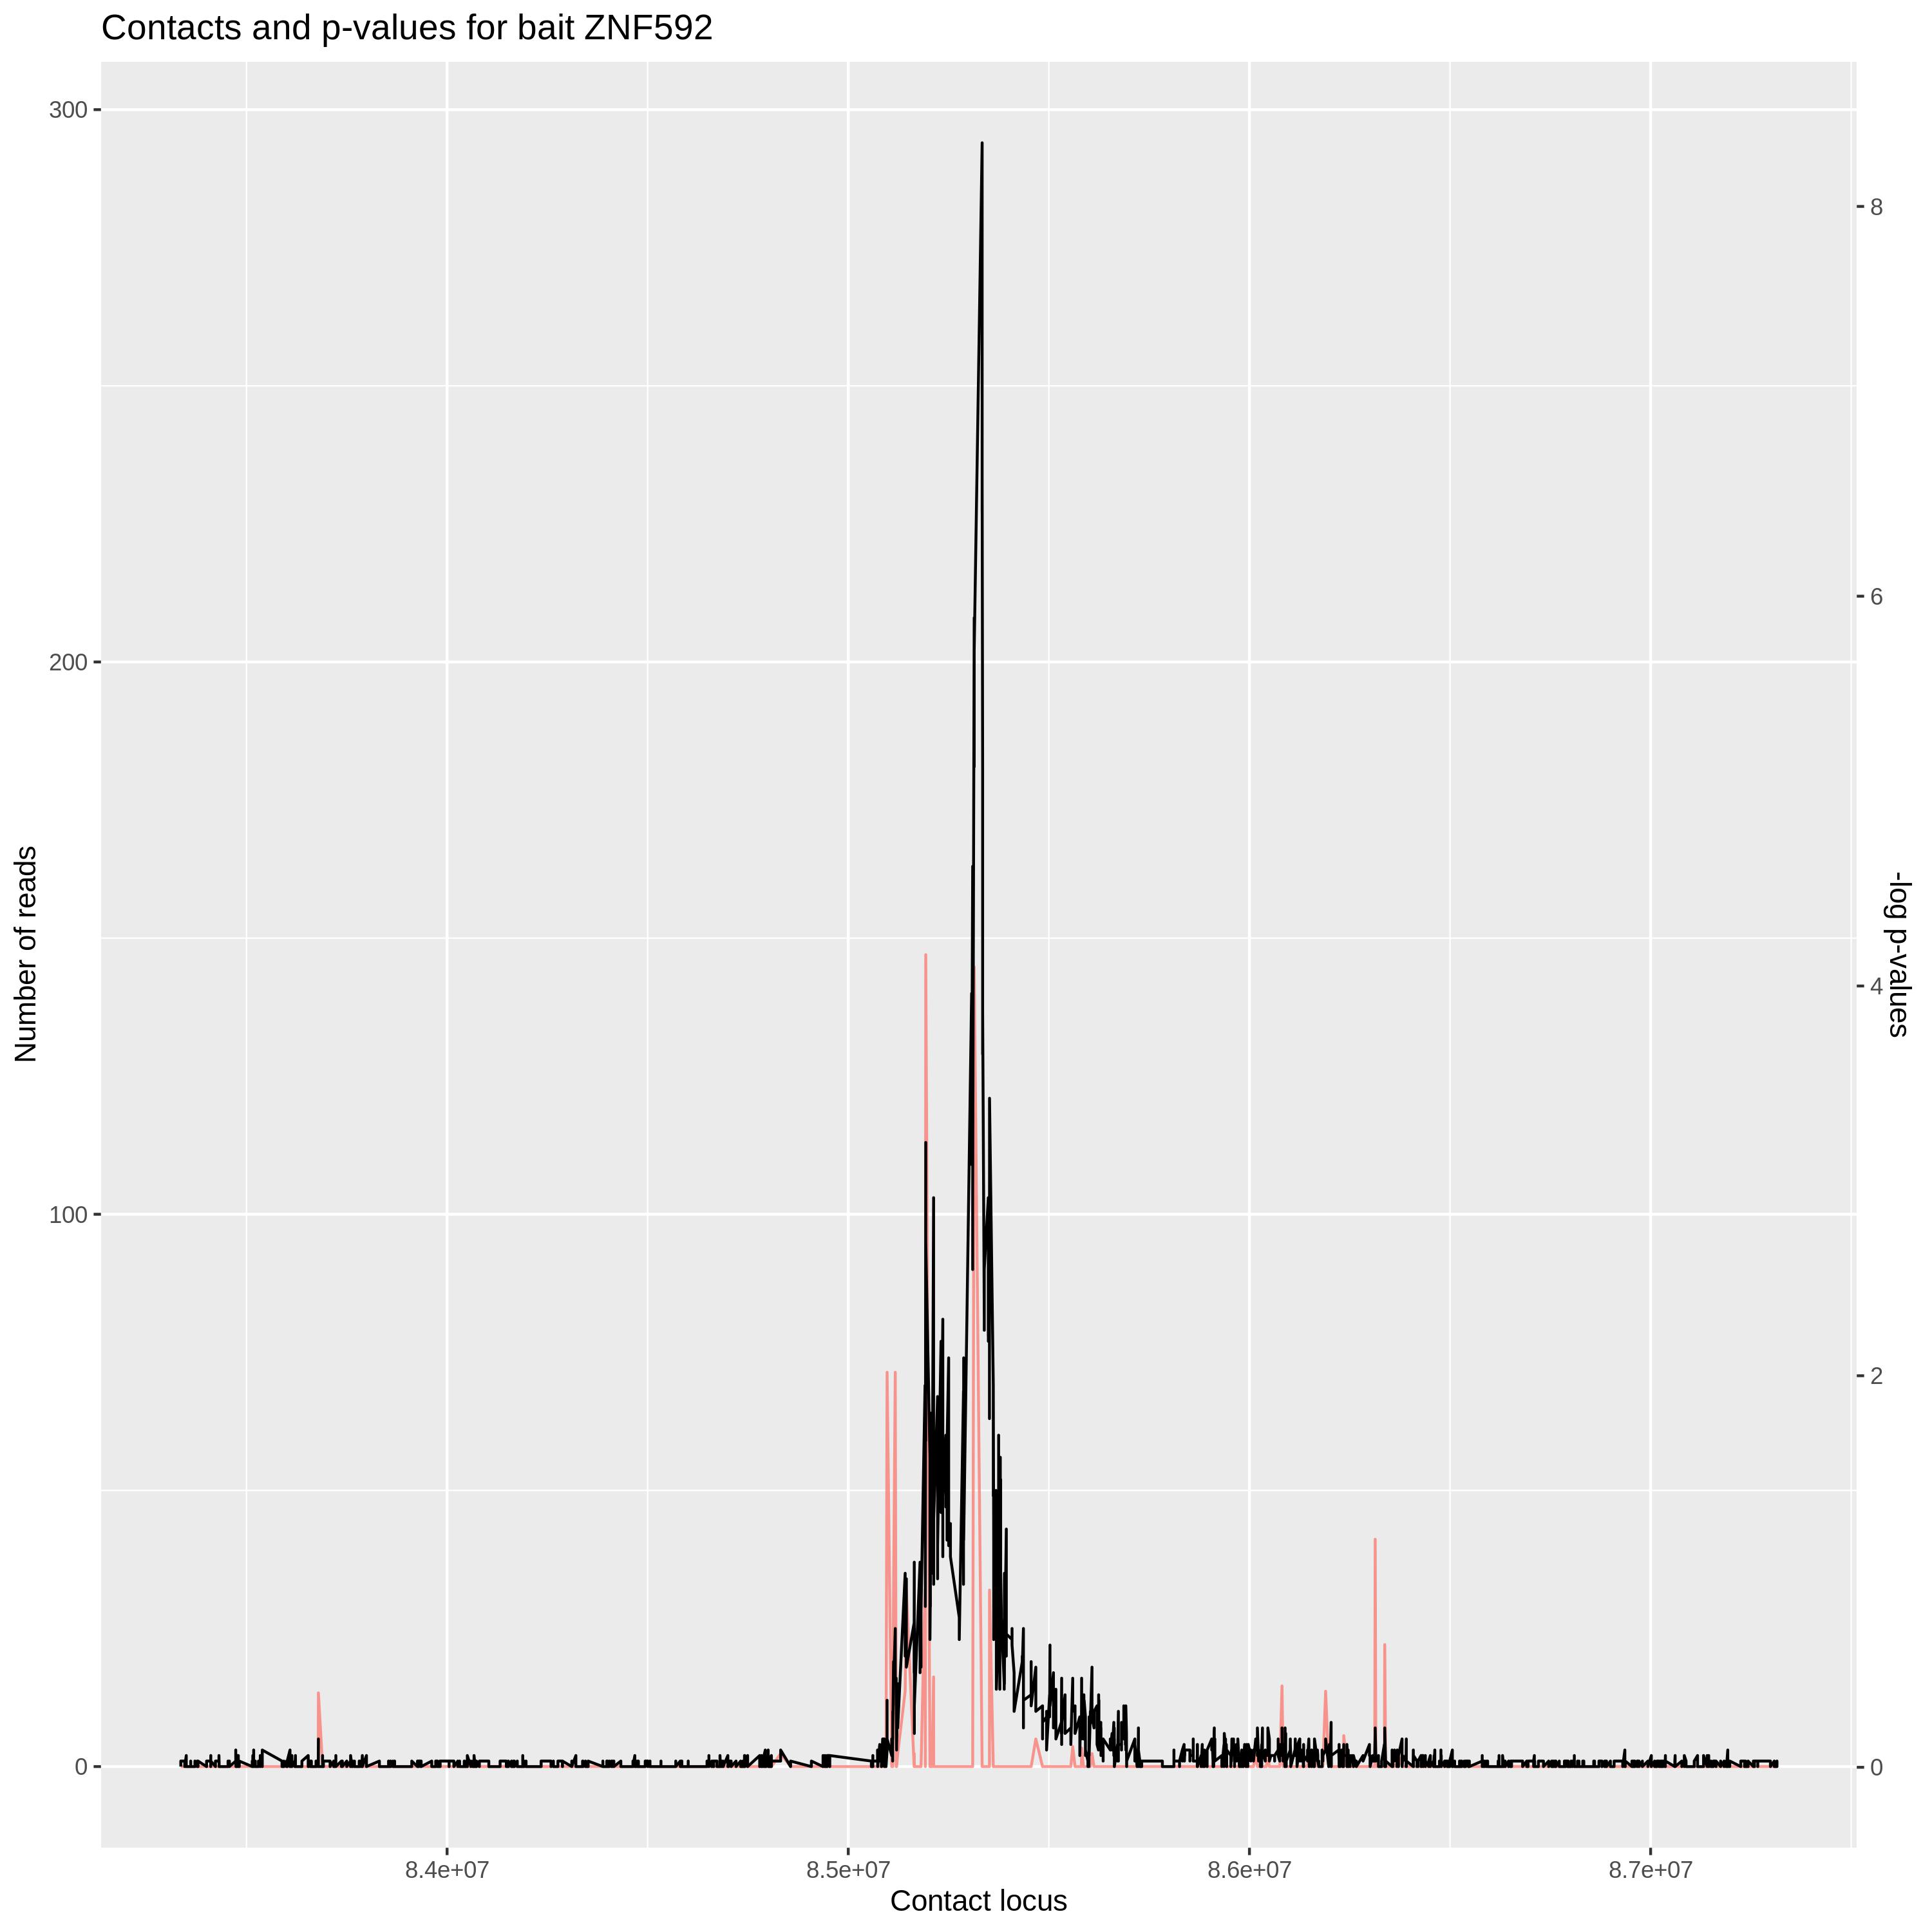 Contacts and p-values for bait ZNF592
300
200
100
0
Number of reads
8
6
4
2
0
-log p-values
8.4e+07
8.5e+07
8.6e+07
8.7e+07
Contact locus